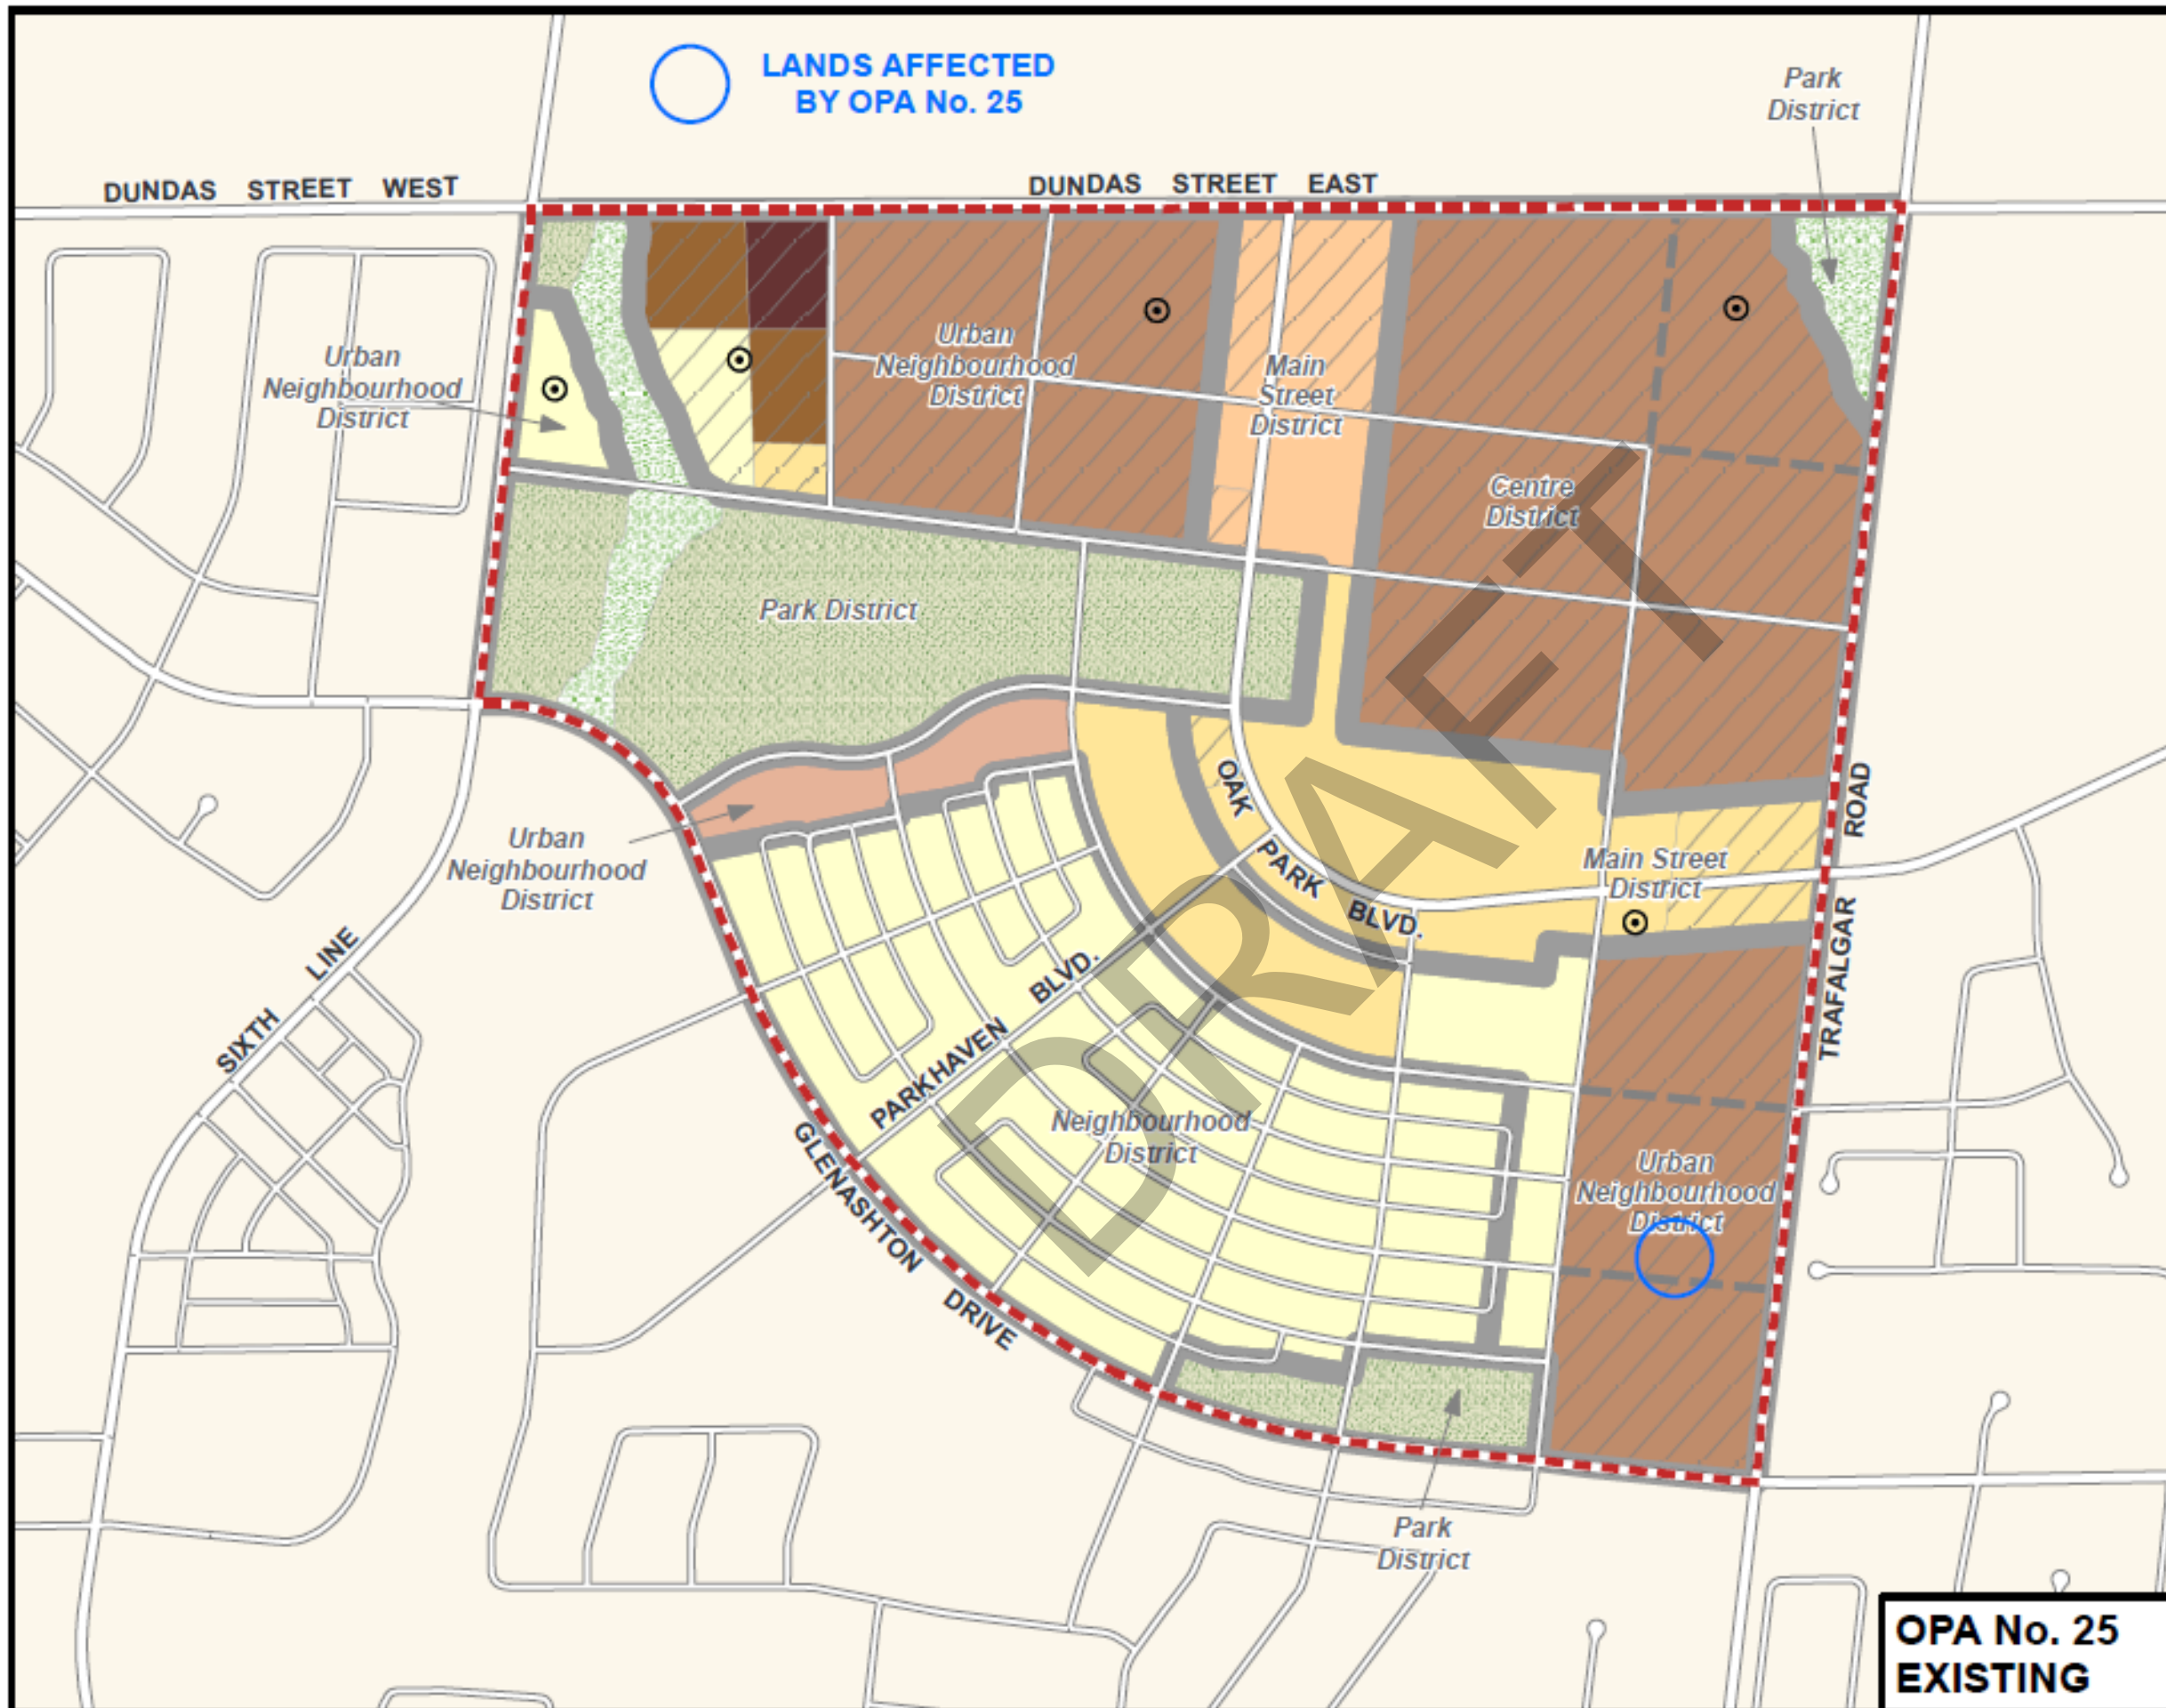 LANDS AFFECTED
BY OPA No. 25
Park
District
DUNDAS STREET WEST
DUNDAS STREET EAST
Urban
Neighbourhood
District
Urban
Neighbourhood
District
Main
Street
District
Centre
District
Park District
OAK
PARK
BLVD.
ROAD
TRAFALGAR
Main Street
District
Urban
Neighbourhood
District
SIXTH
LINE
PARKHAVEN
BLVD.
Neighbourhood
District
GLENASHTON
DRIVE
Urban
Neighbourhood
District
Park
District
DRAFT
OPA No. 25
EXISTING